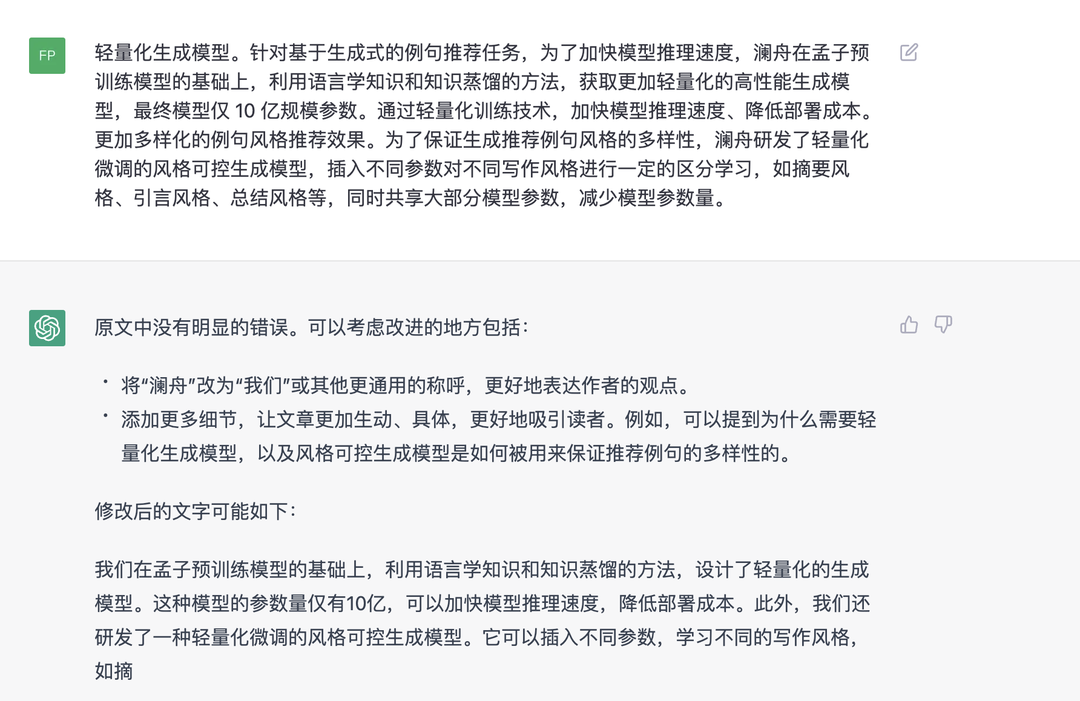 FP
轻量化生成模型。针对基于生成式的例句推荐任务，为了加快模型推理速度，澜舟在孟子预
训练模型的基础上，利用语言学知识和知识蒸馏的方法，获取更加轻量化的高性能生成模
型，最终模型仅 10 亿规模参数。通过轻量化训练技术，加快模型推理速度、降低部署成本。
更加多样化的例句风格推荐效果。为了保证生成推荐例句风格的多样性，澜舟研发了轻量化
微调的风格可控生成模型，插入不同参数对不同写作风格进行一定的区分学习，如摘要风
格、引言风格、总结风格等，同时共享大部分模型参数，减少模型参数量。
原文中没有明显的错误。可以考虑改进的地方包括：
• 将“澜舟”改为“我们”或其他更通用的称呼，更好地表达作者的观点。
• 添加更多细节，让文章更加生动、具体，更好地吸引读者。例如，可以提到为什么需要轻
量化生成模型，以及风格可控生成模型是如何被用来保证推荐例句的多样性的。
修改后的文字可能如下：
我们在孟子预训练模型的基础上，利用语言学知识和知识蒸馏的方法，设计了轻量化的生成
模型。这种模型的参数量仅有10亿，可以加快模型推理速度，降低部署成本。此外，我们还
研发了一种轻量化微调的风格可控生成模型。它可以插入不同参数，学习不同的写作风格，
如摘